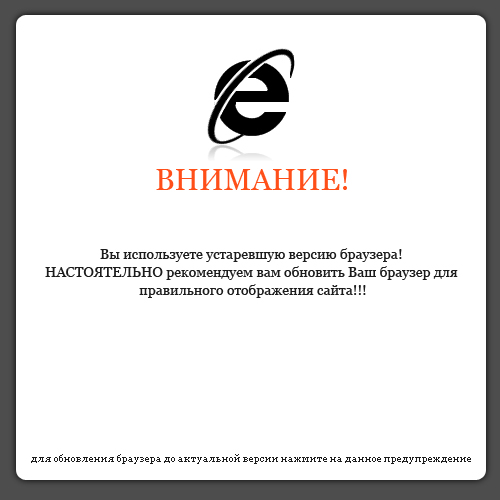 ВНИМАНИЕ!
Вы используете устаревшую версию браузера!
НАСТОЯТЕЛЬНО рекомендуем вам обновить Ваш браузер для
правильного отображения сайта!!!
для обновления браузера до актуальной версии нажмите на данное предупреждение